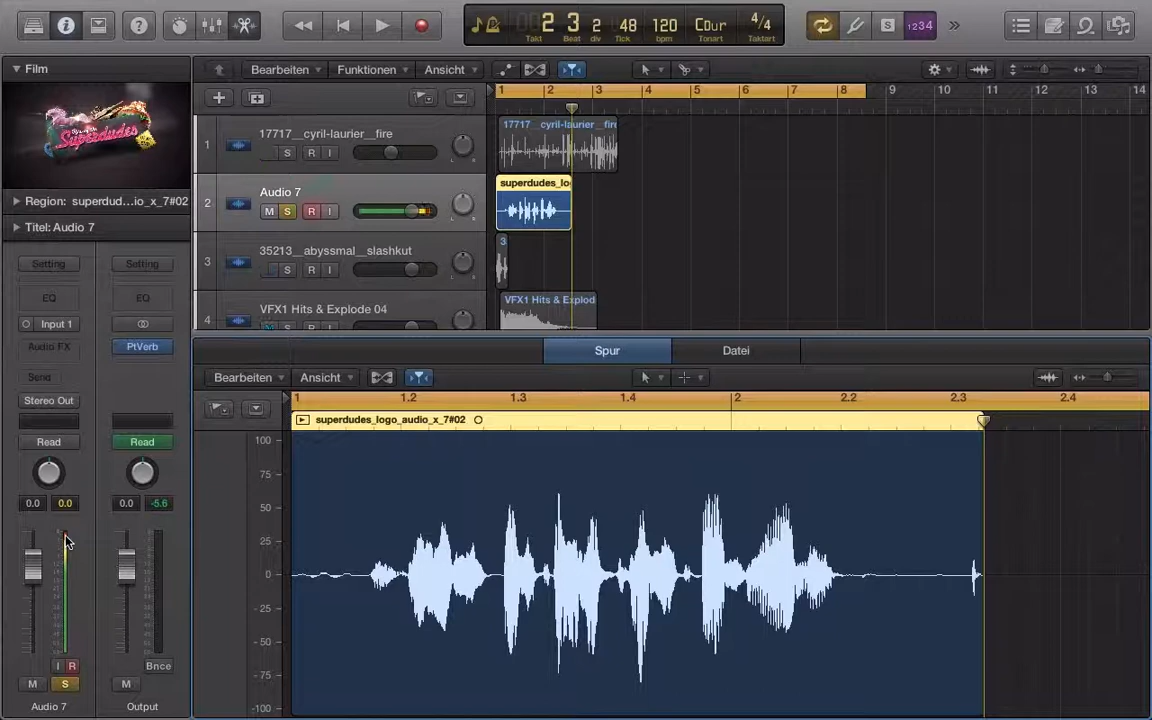 002 3 2 48 120 Cour 4/4
Takt Beat div Tick bpm Tonart Taktart
S 1234
Film
Bearbeiten Funktionen Ansicht
1 2 3 4 5 6 7 8 9 10 11 12 13 14
Superdudes
1 17717__cyril-laurier__fire
S R I
L R
17717__cyril-laurier__fire
Region: superdud...io_x_7#02
Titel: Audio 7
2 Audio 7
M S R I
L R
superdudes_lo
3 35213__abyssmal__slashkut
S R I
L R
3
4 VFX1 Hits & Explode 04
VFX1 Hits & Explod
Setting Setting
EQ EQ
Input 1
Audio FX PtVerb
Send
Stereo Out
Read Read
0.0 0.0 0.0 -5.6
I R Bnce
M S M
Audio 7 Output
Spur Datei
Bearbeiten Ansicht
1 1.2 1.3 1.4 2 2.2 2.3 2.4
superdudes_logo_audio_x_7#02
100
75
50
25
0
-25
-50
-75
-100